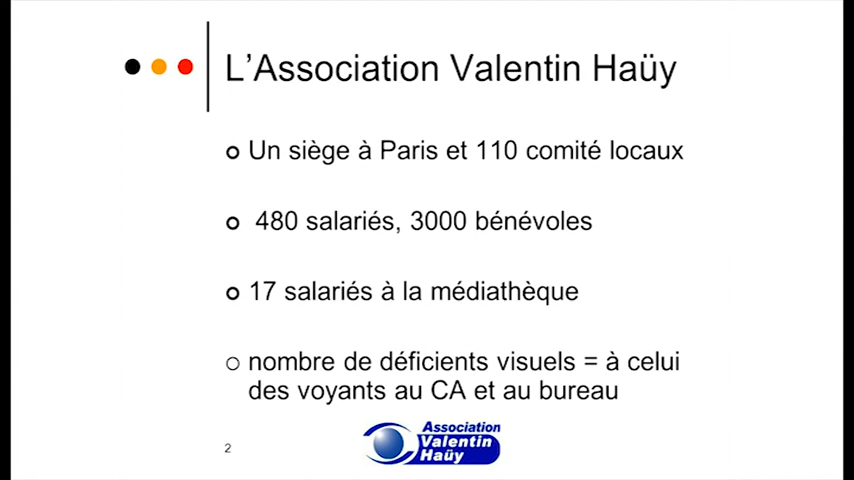 L'Association Valentin Haüy
Un siège à Paris et 110 comité locaux
480 salariés, 3000 bénévoles
17 salariés à la médiathèque
nombre de déficients visuels = à celui
des voyants au CA et au bureau
2
Association
Valentin
Haüy